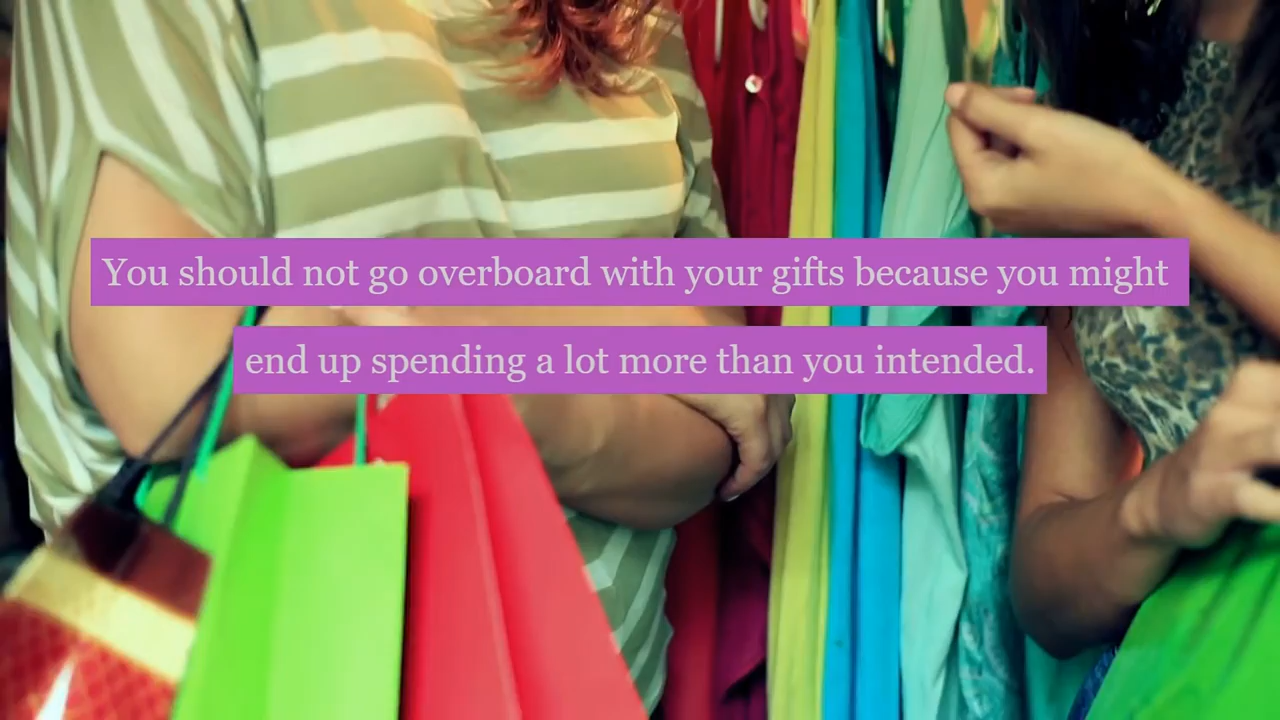 You should not go overboard with your gifts because you might
end up spending a lot more than you intended.